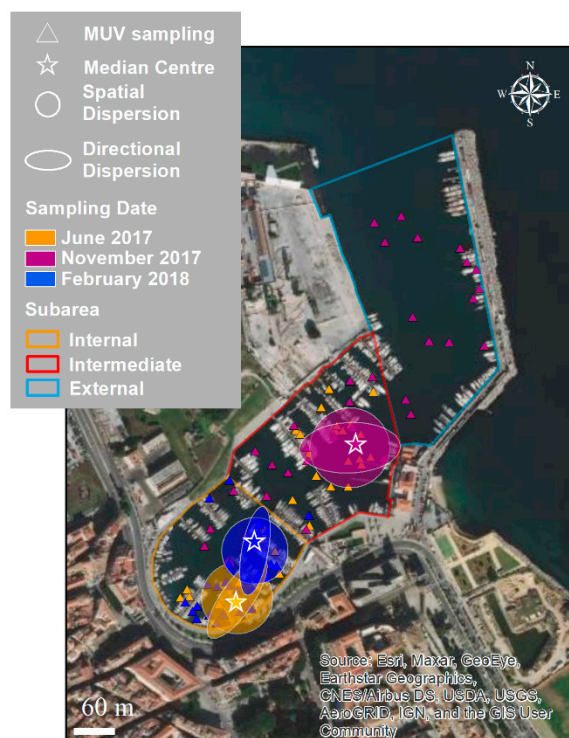 MUV sampling
Median Centre
Spatial
Dispersion
Directional
Dispersion
Sampling Date
June 2017
November 2017
February 2018
Subarea
Internal
Intermediate
External
N
W E
S
Source: Esri, Maxar, GeoEye,
Earthstar Geographics,
CNES/Airbus DS, USDA, USGS,
AeroGRID, IGN, and the GIS User
Community
60 m